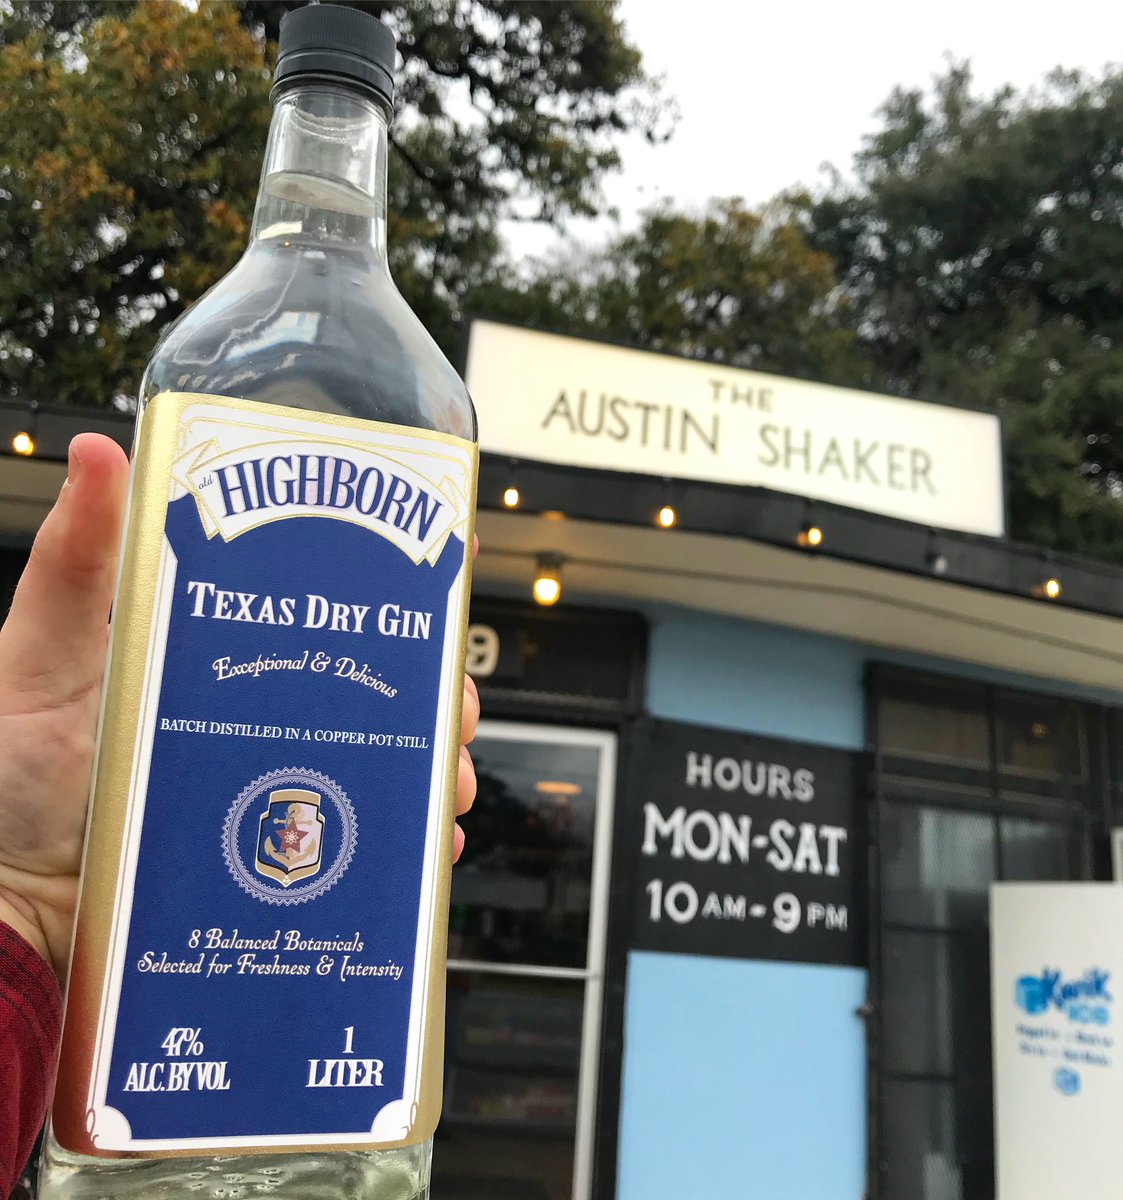 old
HIGHBORN
TEXAS DRY GIN
Exceptional & Delicious
BATCH DISTILLED IN A COPPER POT STILL
8 Balanced Botanicals
Selected for Freshness & Intensity
47%
ALC. BY VOL
1
LITER
THE
AUSTIN SHAKER
9
HOURS
MON-SAT
10 AM - 9 PM
Kwik
ICE